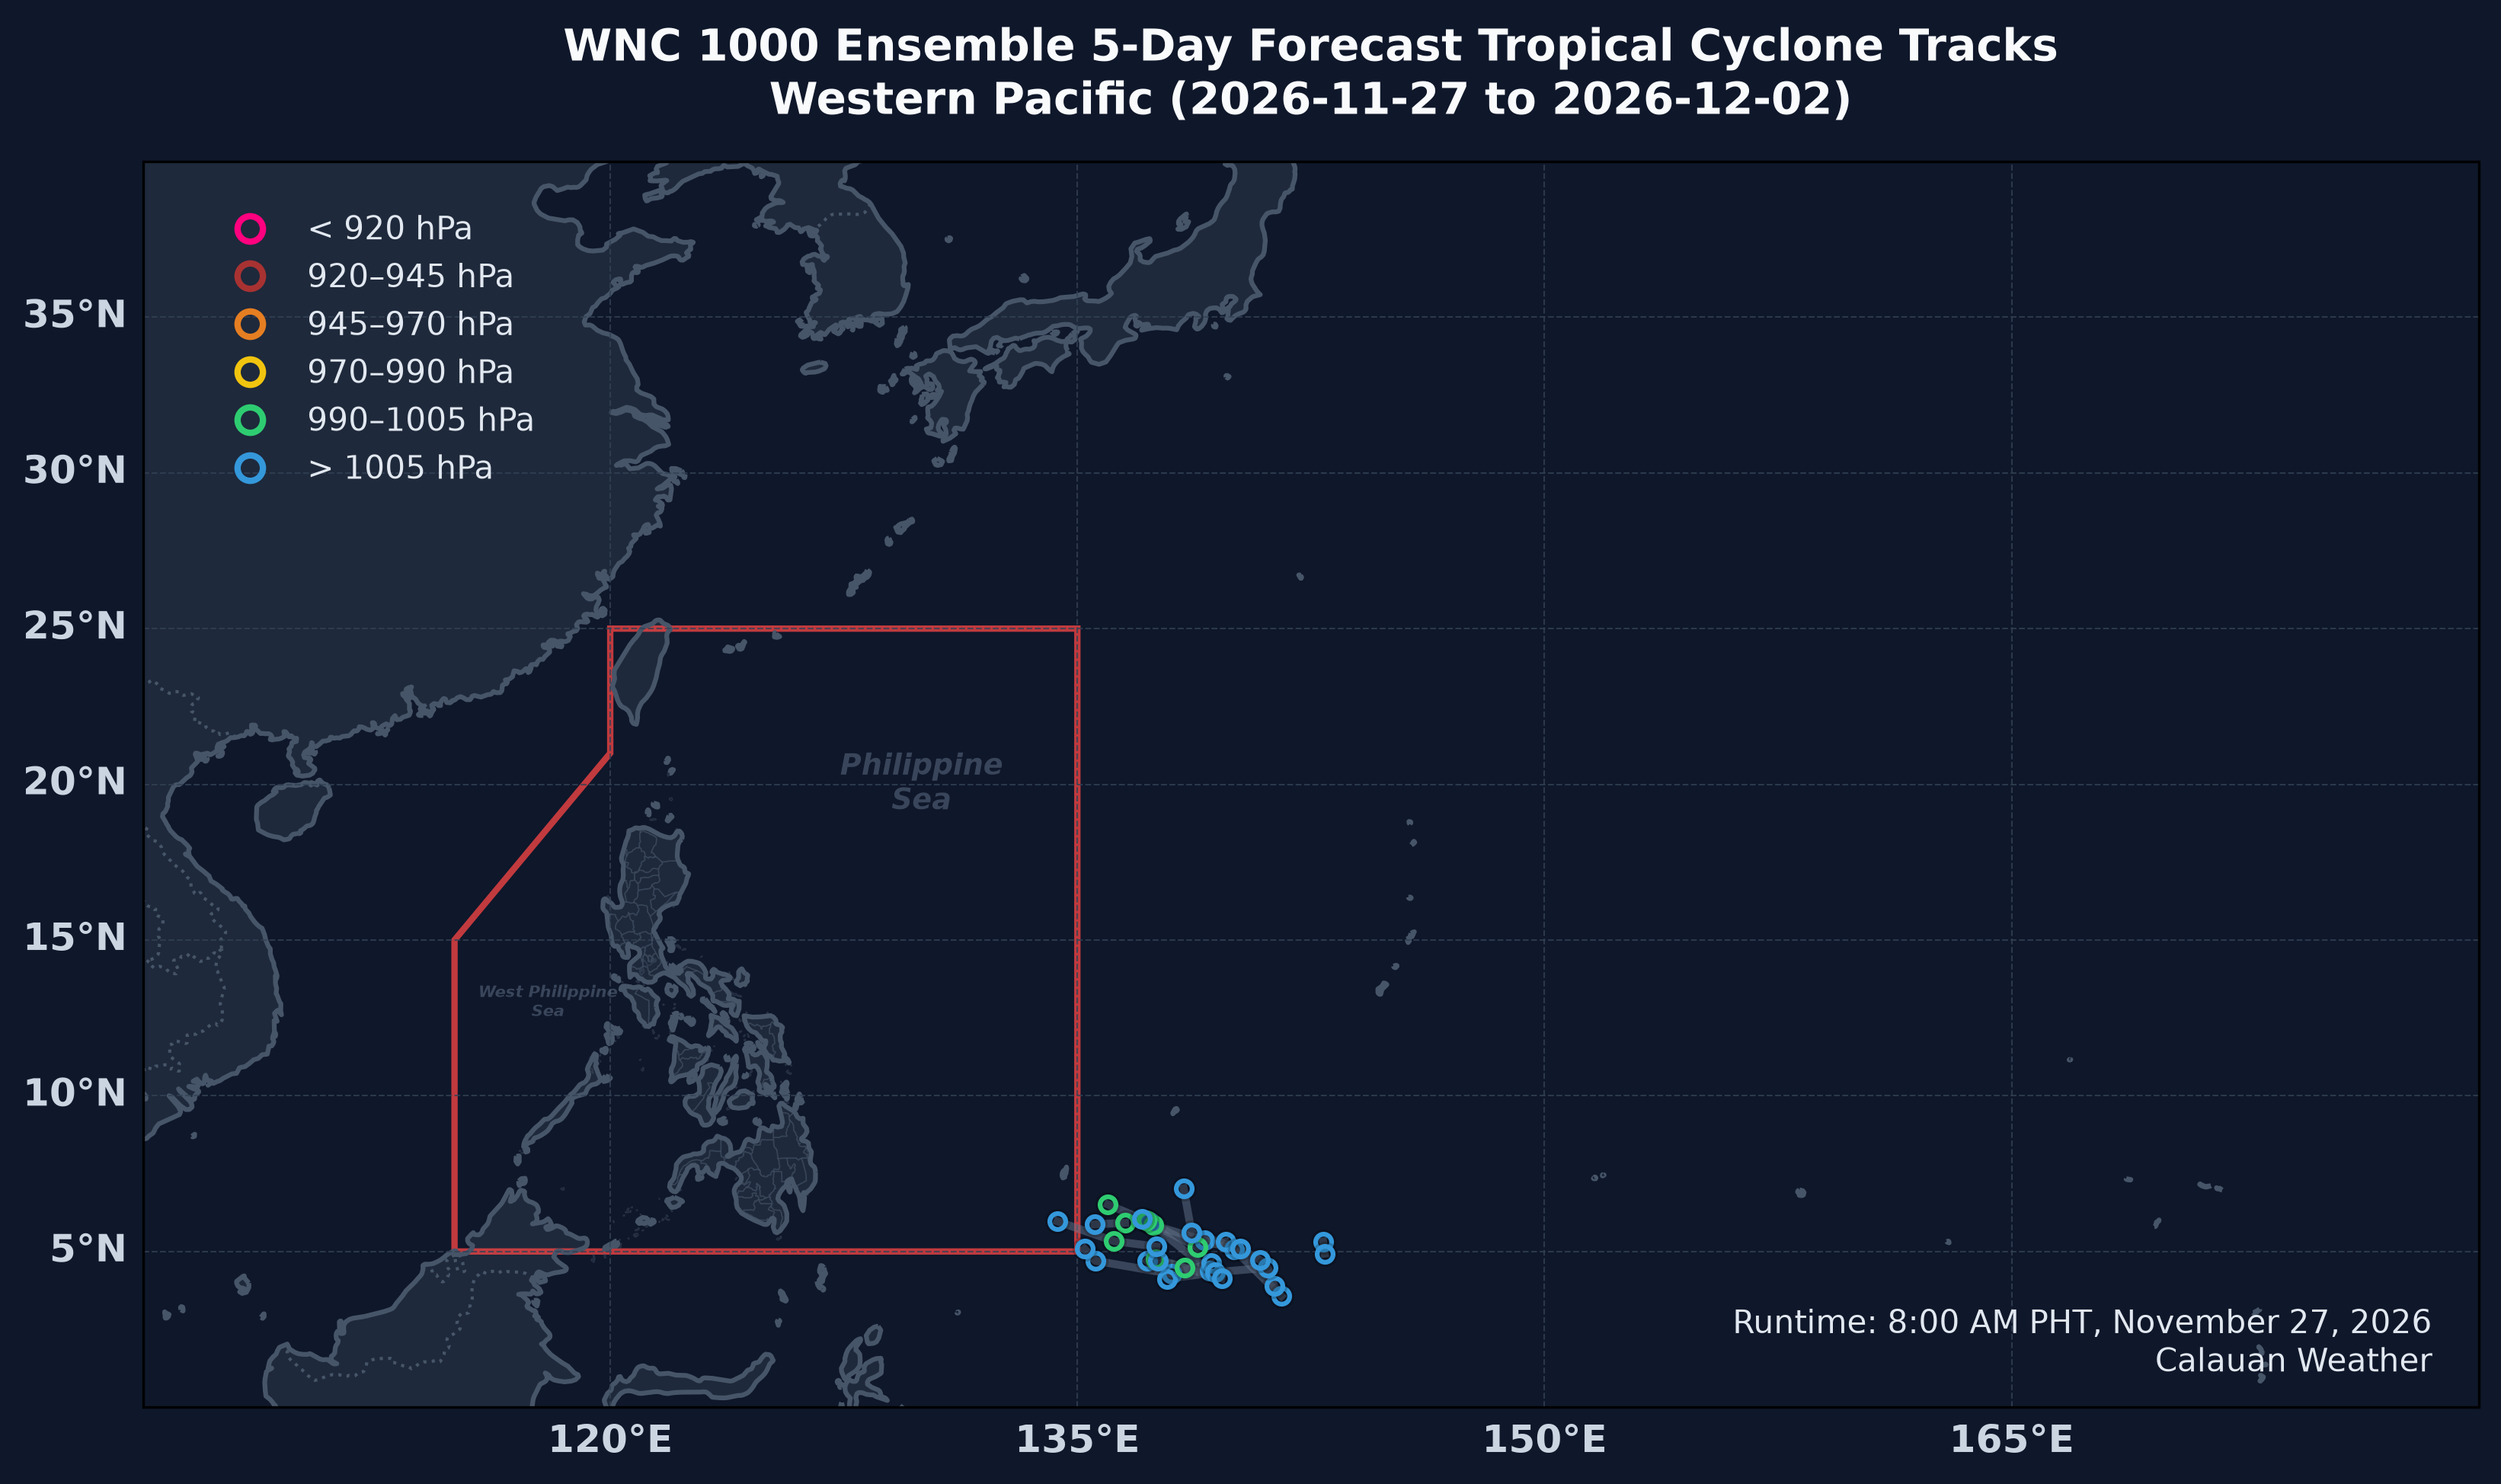 WNC 1000 Ensemble 5-Day Forecast Tropical Cyclone Tracks
Western Pacific (2026-11-27 to 2026-12-02)
< 920 hPa
920–945 hPa
945–970 hPa
970–990 hPa
990–1005 hPa
> 1005 hPa
35°N
30°N
25°N
20°N
15°N
10°N
5°N
Philippine
Sea
West Philippine
Sea
Runtime: 8:00 AM PHT, November 27, 2026
Calauan Weather
120°E
135°E
150°E
165°E